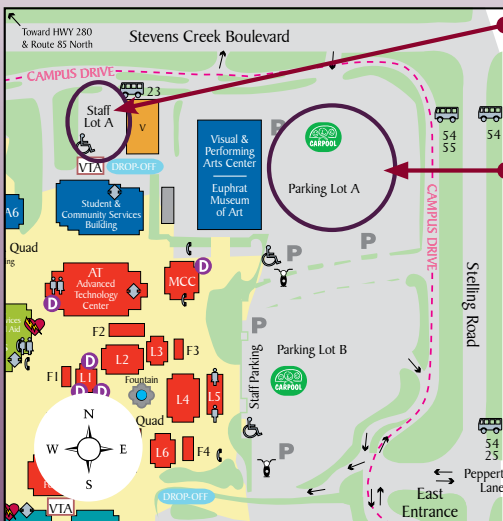 Toward HWY 280
& Route 85 North
Stevens Creek Boulevard
CAMPUS DRIVE
23
Staff
Lot A
V
VTA
DROP-OFF
Visual &
Performing
Arts Center
Euphrat
Museum
of Art
P
CARPOOL
Parking Lot A
54
55
54
CAMPUS DRIVE
Stelling Road
A6
Student &
Community Services
Building
Quad
P
P
AT
Advanced
Technology
Center
D
MCC
D
F2
L2
L3
F3
F1
L1
D
D
D
Fountain
L4
L5
Quad
L6
F4
P
Staff Parking
Parking Lot B
CARPOOL
P
N
W
E
S
VTA
DROP-OFF
54
25
East
Entrance